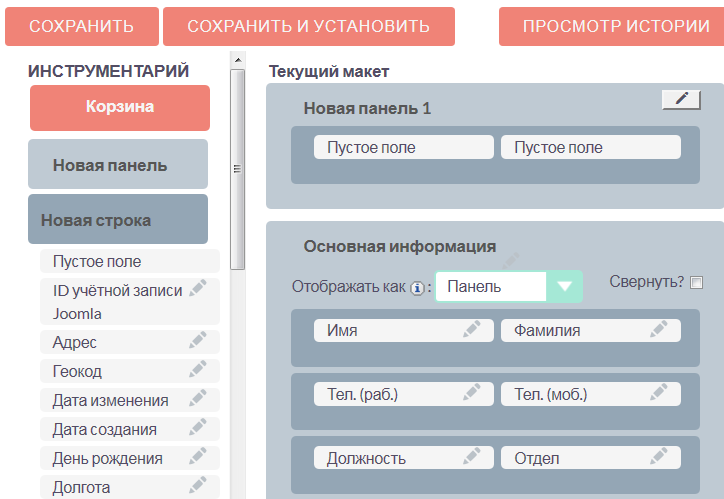 СОХРАНИТЬ
СОХРАНИТЬ И УСТАНОВИТЬ
ПРОСМОТР ИСТОРИИ
ИНСТРУМЕНТАРИЙ
Корзина
Новая панель
Новая строка
Пустое поле
ID учётной записи
Joomla
Адрес
Геокод
Дата изменения
Дата создания
День рождения
Долгота
Текущий макет
Новая панель 1
Пустое поле
Пустое поле
Основная информация
Отображать как i : Панель
Свернуть?
Имя
Фамилия
Тел. (раб.)
Тел. (моб.)
Должность
Отдел